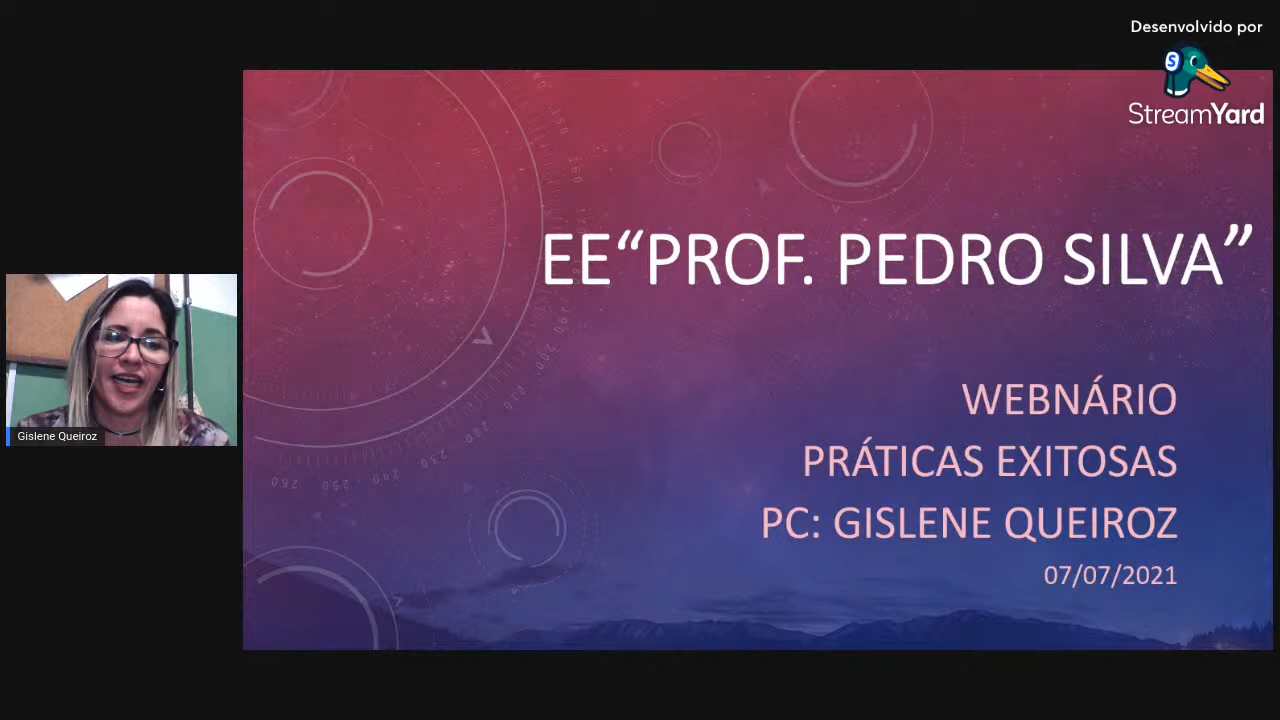 Desenvolvido por
StreamYard
EE“PROF. PEDRO SILVA”
WEBNÁRIO
PRÁTICAS EXITOSAS
PC: GISLENE QUEIROZ
07/07/2021
Gislene Queiroz